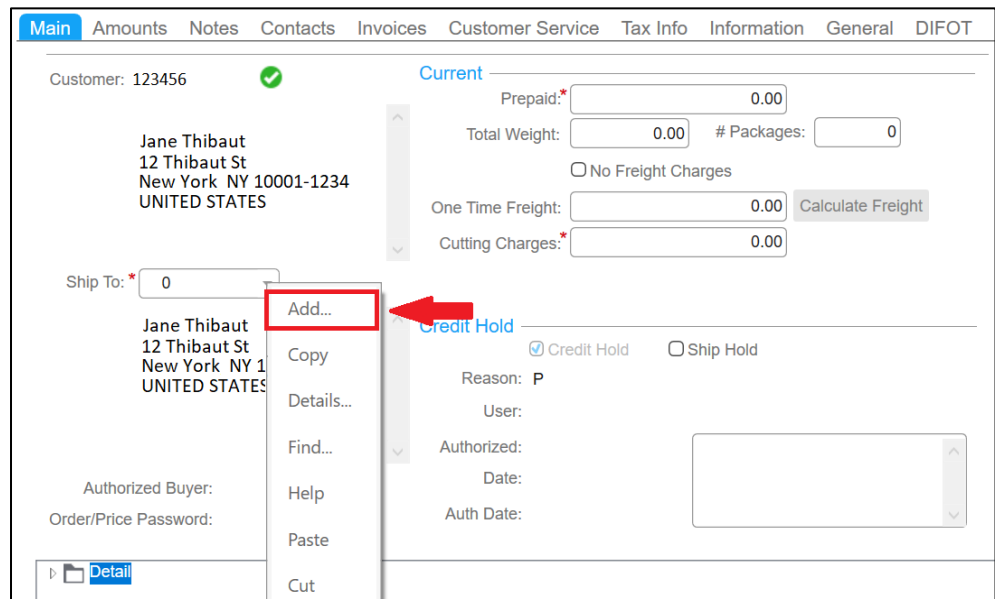 Main Amounts Notes Contacts Invoices Customer Service Tax Info Information General DIFOT
Customer: 123456
Jane Thibaut
12 Thibaut St
New York NY 10001-1234
UNITED STATES
Ship To:* 0
Jane Thibaut
12 Thibaut St
New York NY 1
UNITED STATES
Authorized Buyer:
Order/Price Password:
Add...
Copy
Details...
Find...
Help
Paste
Cut
Current
Prepaid:* 0.00
Total Weight: 0.00 # Packages: 0
No Freight Charges
One Time Freight: 0.00 Calculate Freight
Cutting Charges:* 0.00
Credit Hold
Credit Hold Ship Hold
Reason: P
User:
Authorized:
Date:
Auth Date:
Detail